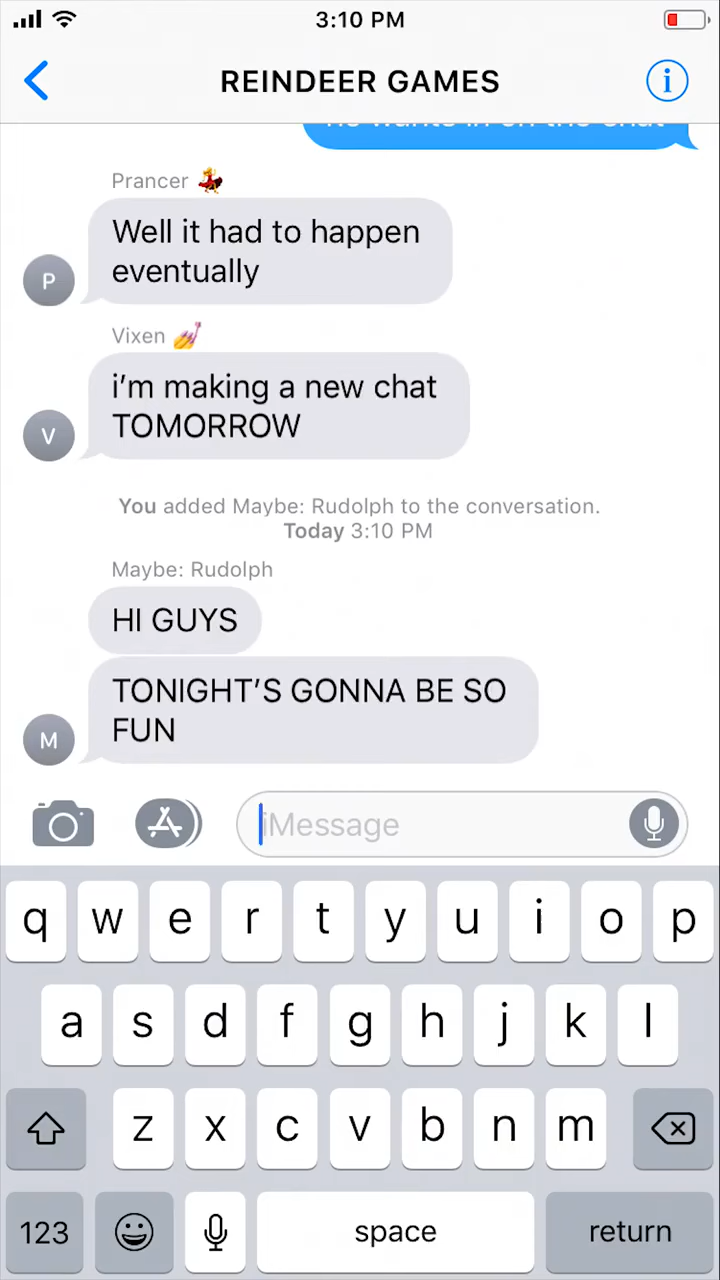 3:10 PM
REINDEER GAMES
Prancer
Well it had to happen
eventually
P
Vixen
i’m making a new chat
TOMORROW
V
You added Maybe: Rudolph to the conversation.
Today 3:10 PM
Maybe: Rudolph
HI GUYS
TONIGHT’S GONNA BE SO
FUN
M
iMessage
q w e r t y u i o p
a s d f g h j k l
z x c v b n m
123 space return